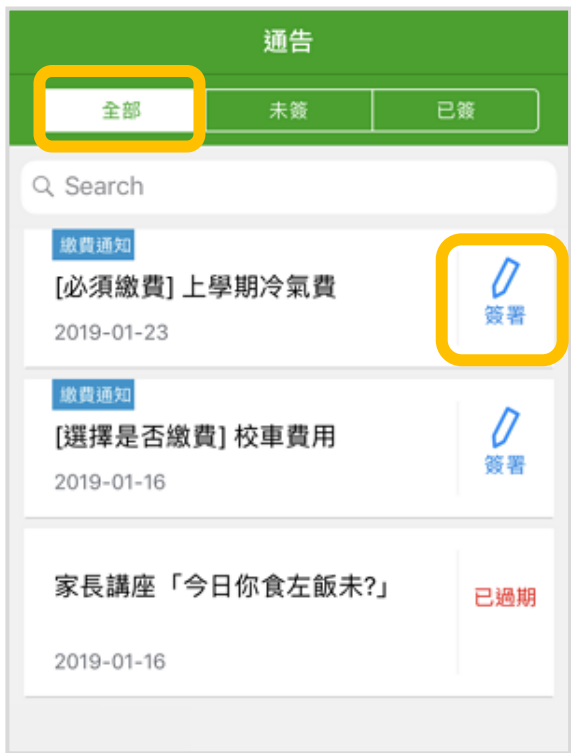 通告
全部 未簽 已簽
Search
繳費通知
[必須繳費] 上學期冷氣費
簽署
2019-01-23
繳費通知
[選擇是否繳費] 校車費用
簽署
2019-01-16
家長講座「今日你食左飯未?」
已過期
2019-01-16